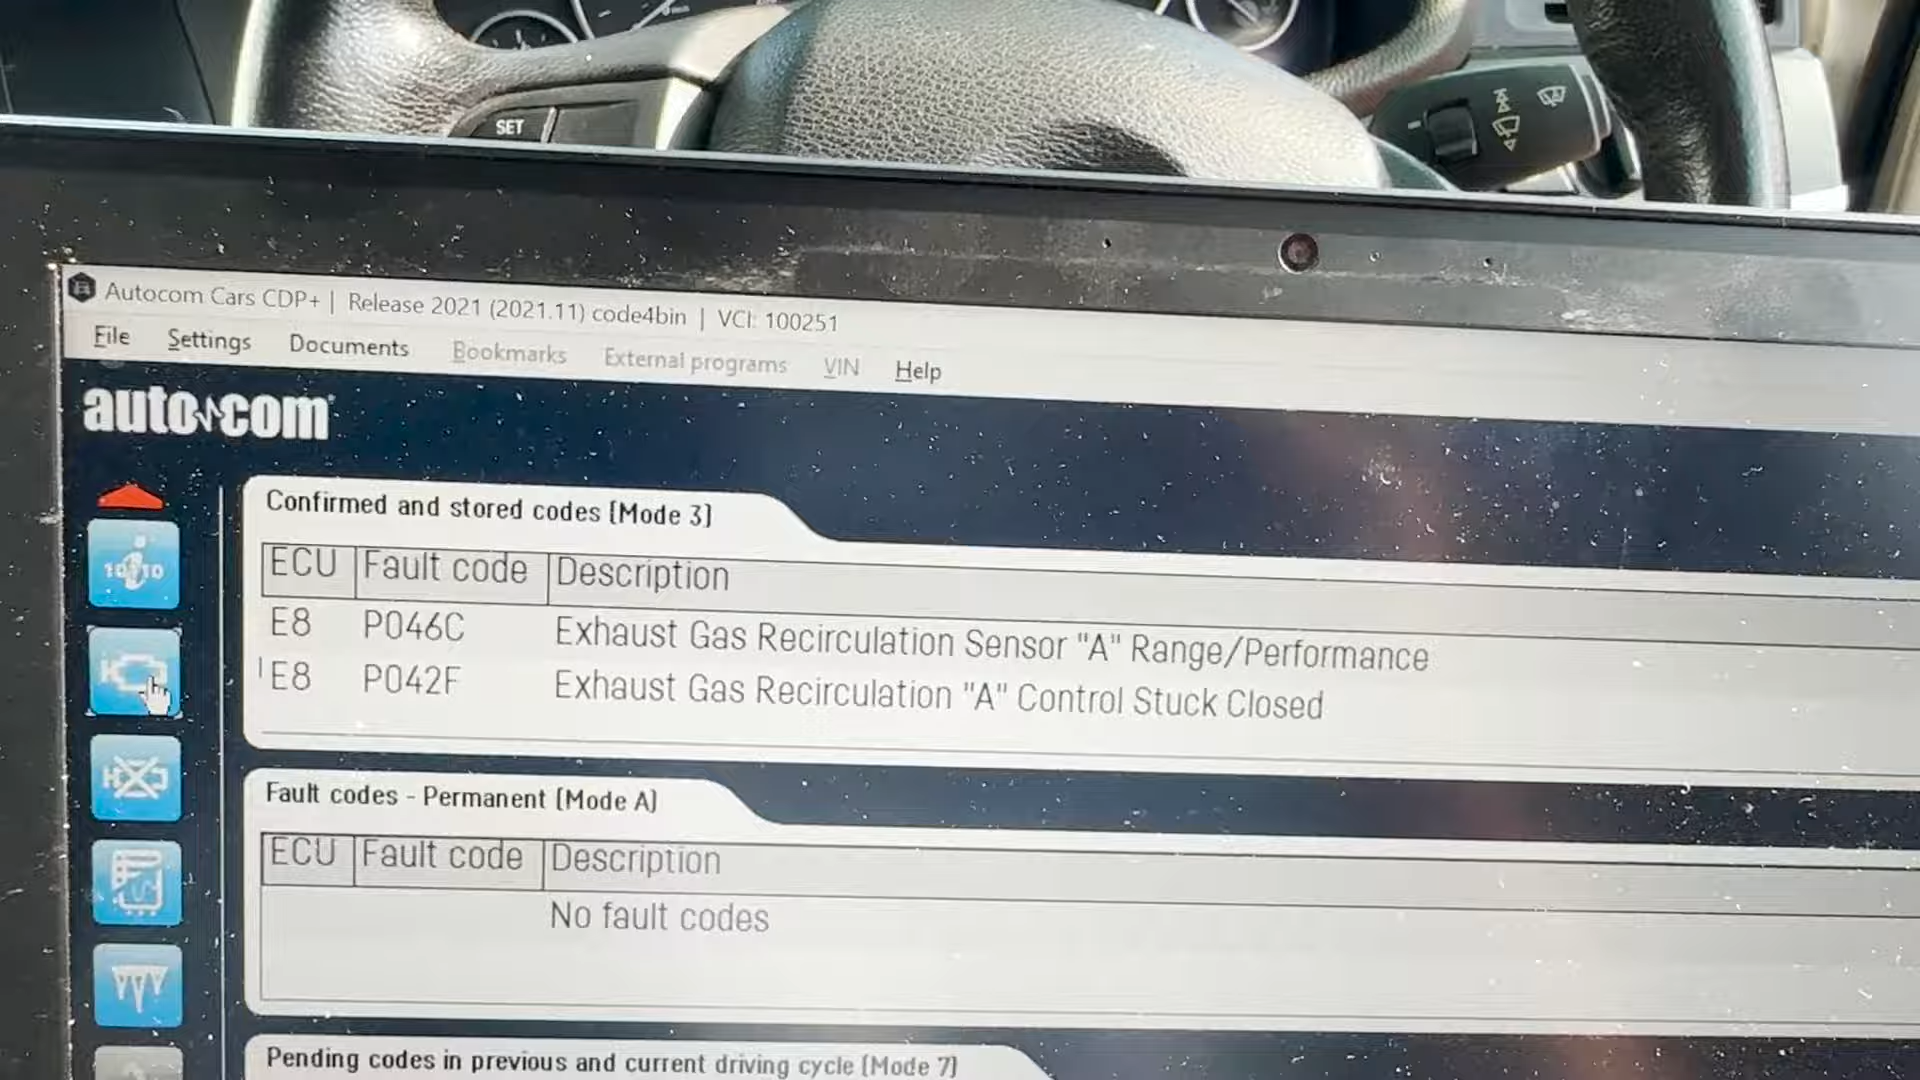 SET
Autocom Cars CDP+ | Release 2021 (2021.11) code4bin | VCI: 100251
File Settings Documents Bookmarks External programs VIN Help
auto com
Confirmed and stored codes (Mode 3)
ECU Fault code Description
E8 P046C Exhaust Gas Recirculation Sensor "A" Range/Performance
E8 P042F Exhaust Gas Recirculation "A" Control Stuck Closed
Fault codes - Permanent (Mode A)
ECU Fault code Description
No fault codes
Pending codes in previous and current driving cycle (Mode 7)